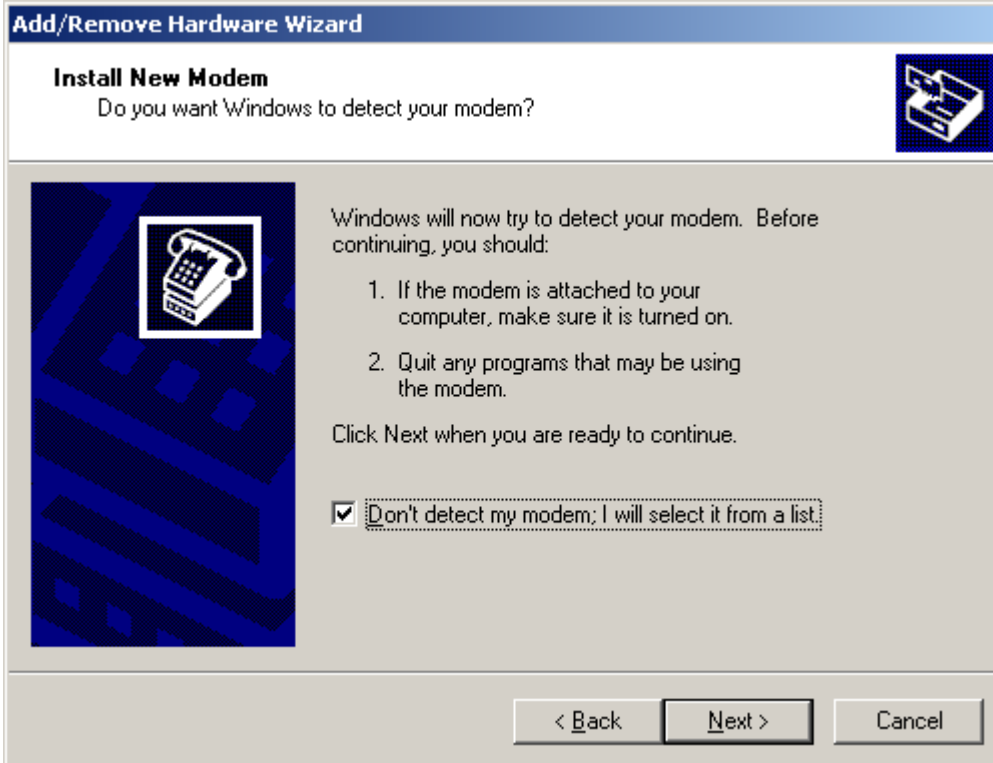 Add/Remove Hardware Wizard
Install New Modem
Do you want Windows to detect your modem?
Windows will now try to detect your modem.  Before
continuing, you should:
1. If the modem is attached to your
computer, make sure it is turned on.
2. Quit any programs that may be using
the modem.
Click Next when you are ready to continue.
Don't detect my modem; I will select it from a list.
< Back
Next >
Cancel